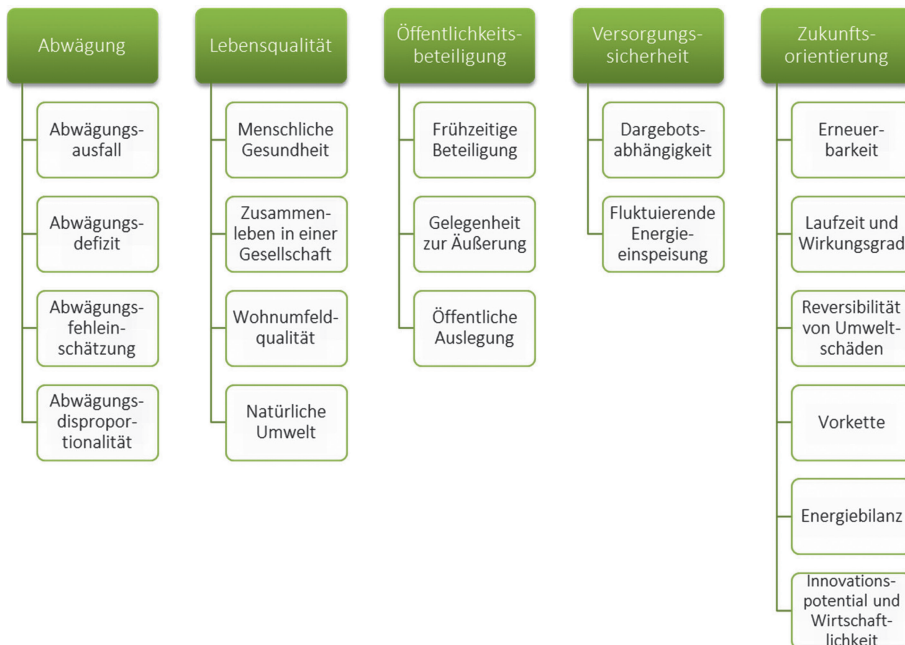 Abwägung
Abwägungs-
ausfall
Abwägungs-
defizit
Abwägungs-
fehlein-
schätzung
Abwägungs-
dispropor-
tionalität
Lebensqualität
Menschliche
Gesundheit
Zusammen-
leben in einer
Gesellschaft
Wohnumfeld-
qualität
Natürliche
Umwelt
Öffentlichkeits-
beteiligung
Frühzeitige
Beteiligung
Gelegenheit
zur Äußerung
Öffentliche
Auslegung
Versorgungs-
sicherheit
Dargebots-
abhängigkeit
Fluktuierende
Energie-
einspeisung
Zukunfts-
orientierung
Erneuer-
barkeit
Laufzeit und
Wirkungsgrad
Reversibilität
von Umwelt-
schäden
Vorkette
Energiebilanz
Innovations-
potential und
Wirtschaft-
lichkeit